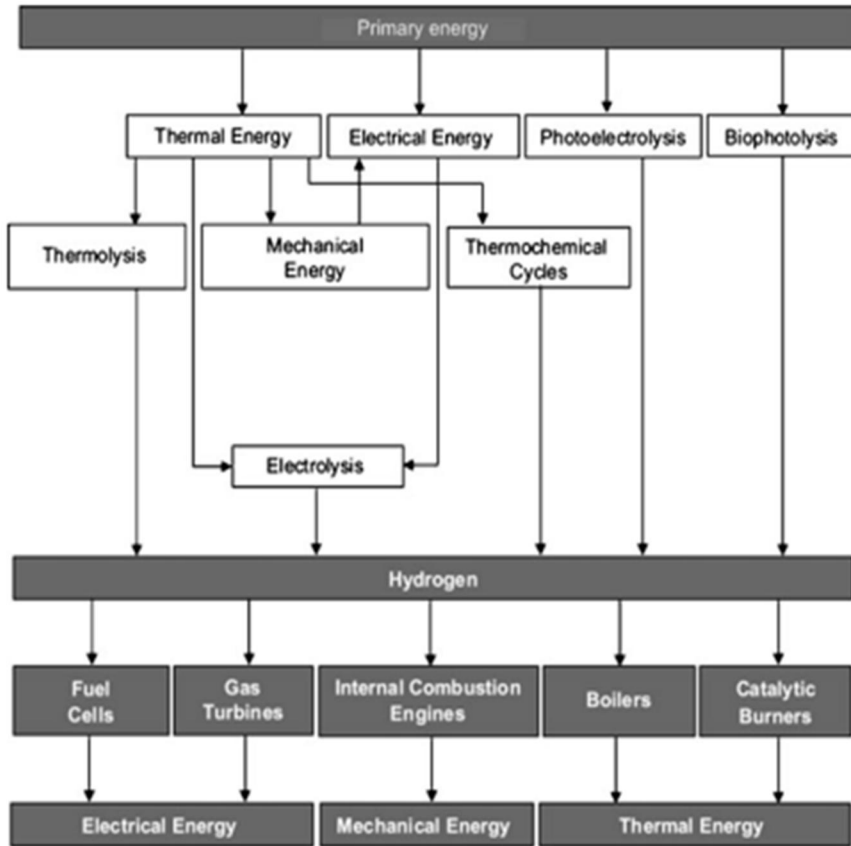 Primary energy
Thermal Energy
Electrical Energy
Photoelectrolysis
Biophotolysis
Thermolysis
Mechanical
Energy
Thermochemical
Cycles
Electrolysis
Hydrogen
Fuel
Cells
Gas
Turbines
Internal Combustion
Engines
Boilers
Catalytic
Burners
Electrical Energy
Mechanical Energy
Thermal Energy